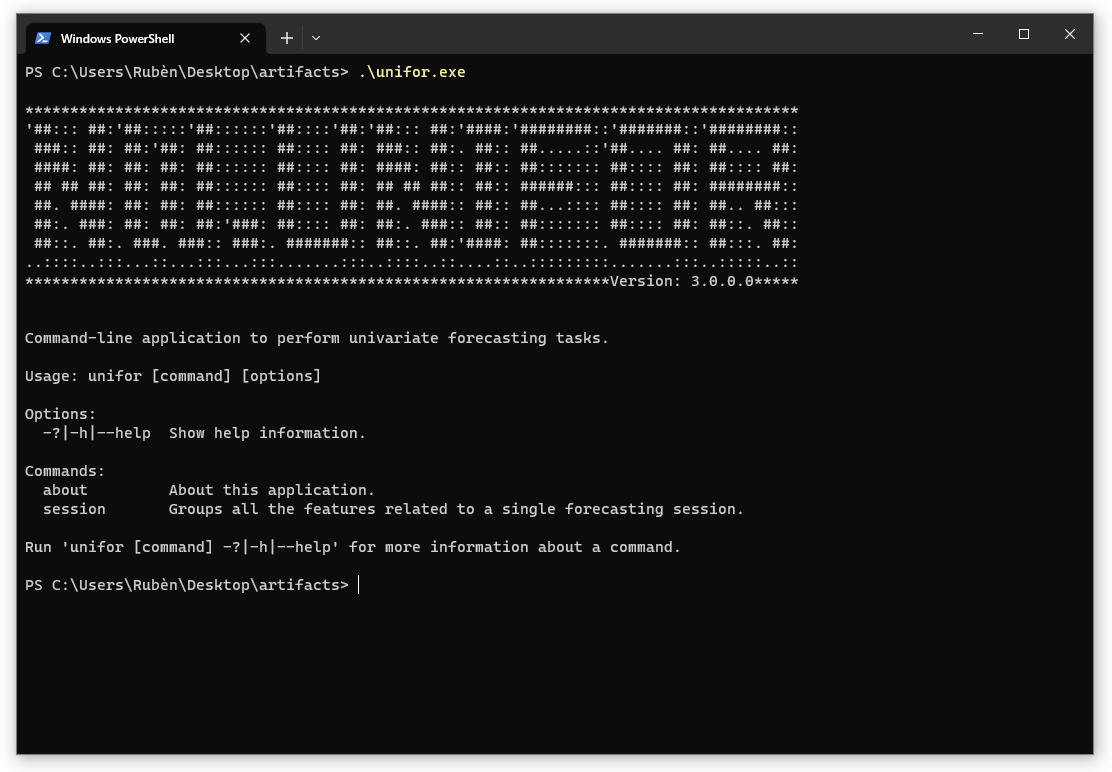 Windows PowerShell
PS C:\Users\Rubèn\Desktop\artifacts> .\unifor.exe
**************************************************************************************
'##::: ##:'##:::::'##::::::'##::::'##:'##::: ##:'####:'########::'#######::'########::
 ###:: ##: ##:'##: ##:::::: ##:::: ##: ###:: ##:. ##:: ##.....::'##.... ##: ##.... ##:
 ####: ##: ##: ##: ##:::::: ##:::: ##: ####: ##:: ##:: ##::::::: ##:::: ##: ##:::: ##:
 ## ## ##: ##: ##: ##:::::: ##:::: ##: ## ## ##:: ##:: ######::: ##:::: ##: ########::
 ##. ####: ##: ##: ##:::::: ##:::: ##: ##. ####:: ##:: ##...:::: ##:::: ##: ##.. ##:::
 ##:. ###: ##: ##: ##:'###: ##:::: ##: ##:. ###:: ##:: ##::::::: ##:::: ##: ##::. ##::
 ##::. ##:. ###. ###:: ###:. #######:: ##::. ##:'####: ##:::::::. #######:: ##:::. ##:
..::::..:::...::...:::...:::.......:::..::::..::....::..:::::::::.......:::..:::::..::
*****************************************************************Version: 3.0.0.0*****
Command-line application to perform univariate forecasting tasks.
Usage: unifor [command] [options]
Options:
  -?|-h|--help  Show help information.
Commands:
  about         About this application.
  session       Groups all the features related to a single forecasting session.
Run 'unifor [command] -?|-h|--help' for more information about a command.
PS C:\Users\Rubèn\Desktop\artifacts>